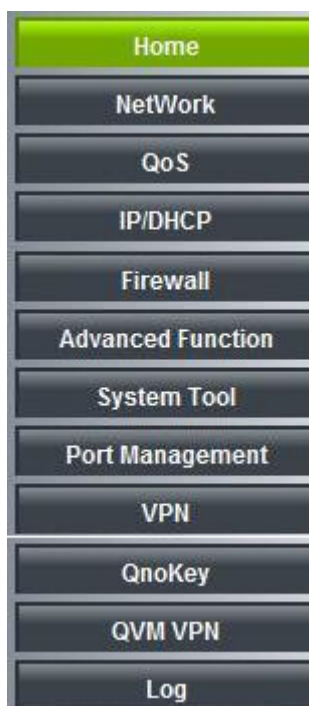 Home
NetWork
QoS
IP/DHCP
Firewall
Advanced Function
System Tool
Port Management
VPN
QnoKey
QVM VPN
Log